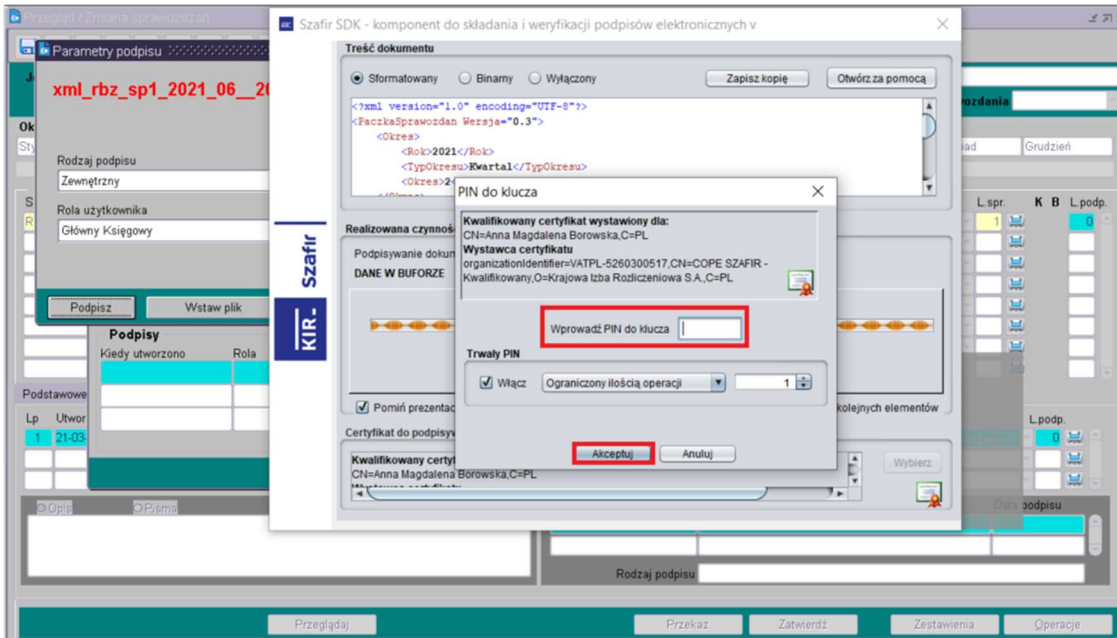 Przegląd / Zmiana sprawozdań
Parametry podpisu
xml_rbz_sp1_2021_06__20
Rodzaj podpisu
Zewnętrzny
Rola użytkownika
Główny Księgowy
Podpisz
Wstaw plik
Podpisy
Kiedy utworzono
Rola
Podstawowe
Lp
Utwor
1
21-03-
Opis
Pisma
Szafir SDK - komponent do składania i weryfikacji podpisów elektronicznych v
KIR. Szafir
Treść dokumentu
Sformatowany
Binarny
Wyłączony
Zapisz kopię
Otwórz za pomocą
<?xml version="1.0" encoding="UTF-8"?>
<PaczkaSprawozdan Wersja="0.3">
<Okres>
<Rok>2021</Rok>
<TypOkresu>Kwartal</TypOkresu>
<Okres>2<
Realizowana czynnoś
Podpisywanie dokum
DANE W BUFORZE
Pomiń prezentac
kolejnych elementów
Certyfikat do podpisyw
Kwalifikowany certyf
CN=Anna Magdalena Borowska,C=PL
Wybierz
PIN do klucza
Kwalifikowany certyfikat wystawiony dla:
CN=Anna Magdalena Borowska,C=PL
Wystawca certyfikatu
organizationIdentifier=VATPL-5260300517,CN=COPE SZAFIR -
Kwalifikowany,O=Krajowa Izba Rozliczeniowa S.A.,C=PL
Wprowadź PIN do klucza
Trwały PIN
Włącz
Ograniczony ilością operacji
1
Akceptuj
Anuluj
ozdania
ad
Grudzień
L.spr.
K B L.podp.
1
0
L.podp.
0
Data podpisu
Rodzaj podpisu
Przeglądaj
Przekaz
Zatwierdź
Zestawienia
Operacje